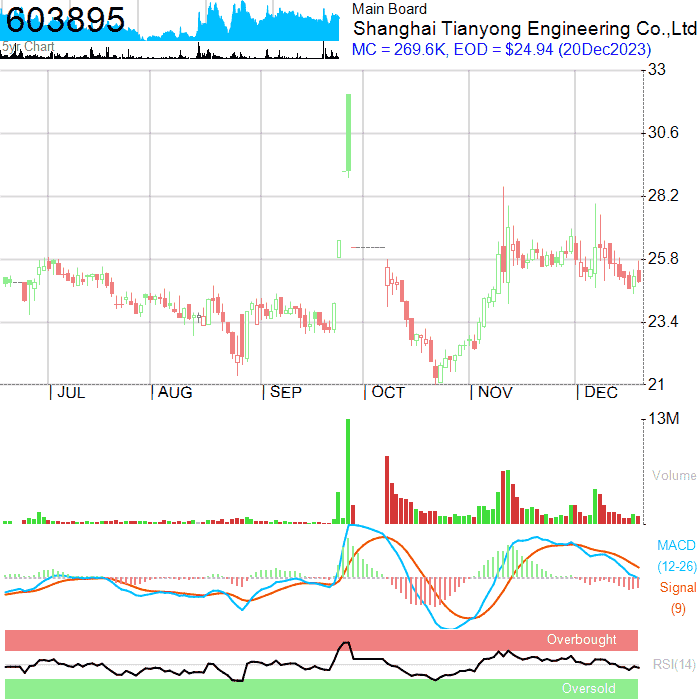 603895
5yr Chart
Main Board
Shanghai Tianyong Engineering Co.,Ltd
MC = 269.6K, EOD = $24.94 (20Dec2023)
33
30.6
28.2
25.8
23.4
21
JUL AUG SEP OCT NOV DEC
13M
Volume
MACD
(12-26)
Signal
(9)
Overbought
RSI(14)
Oversold